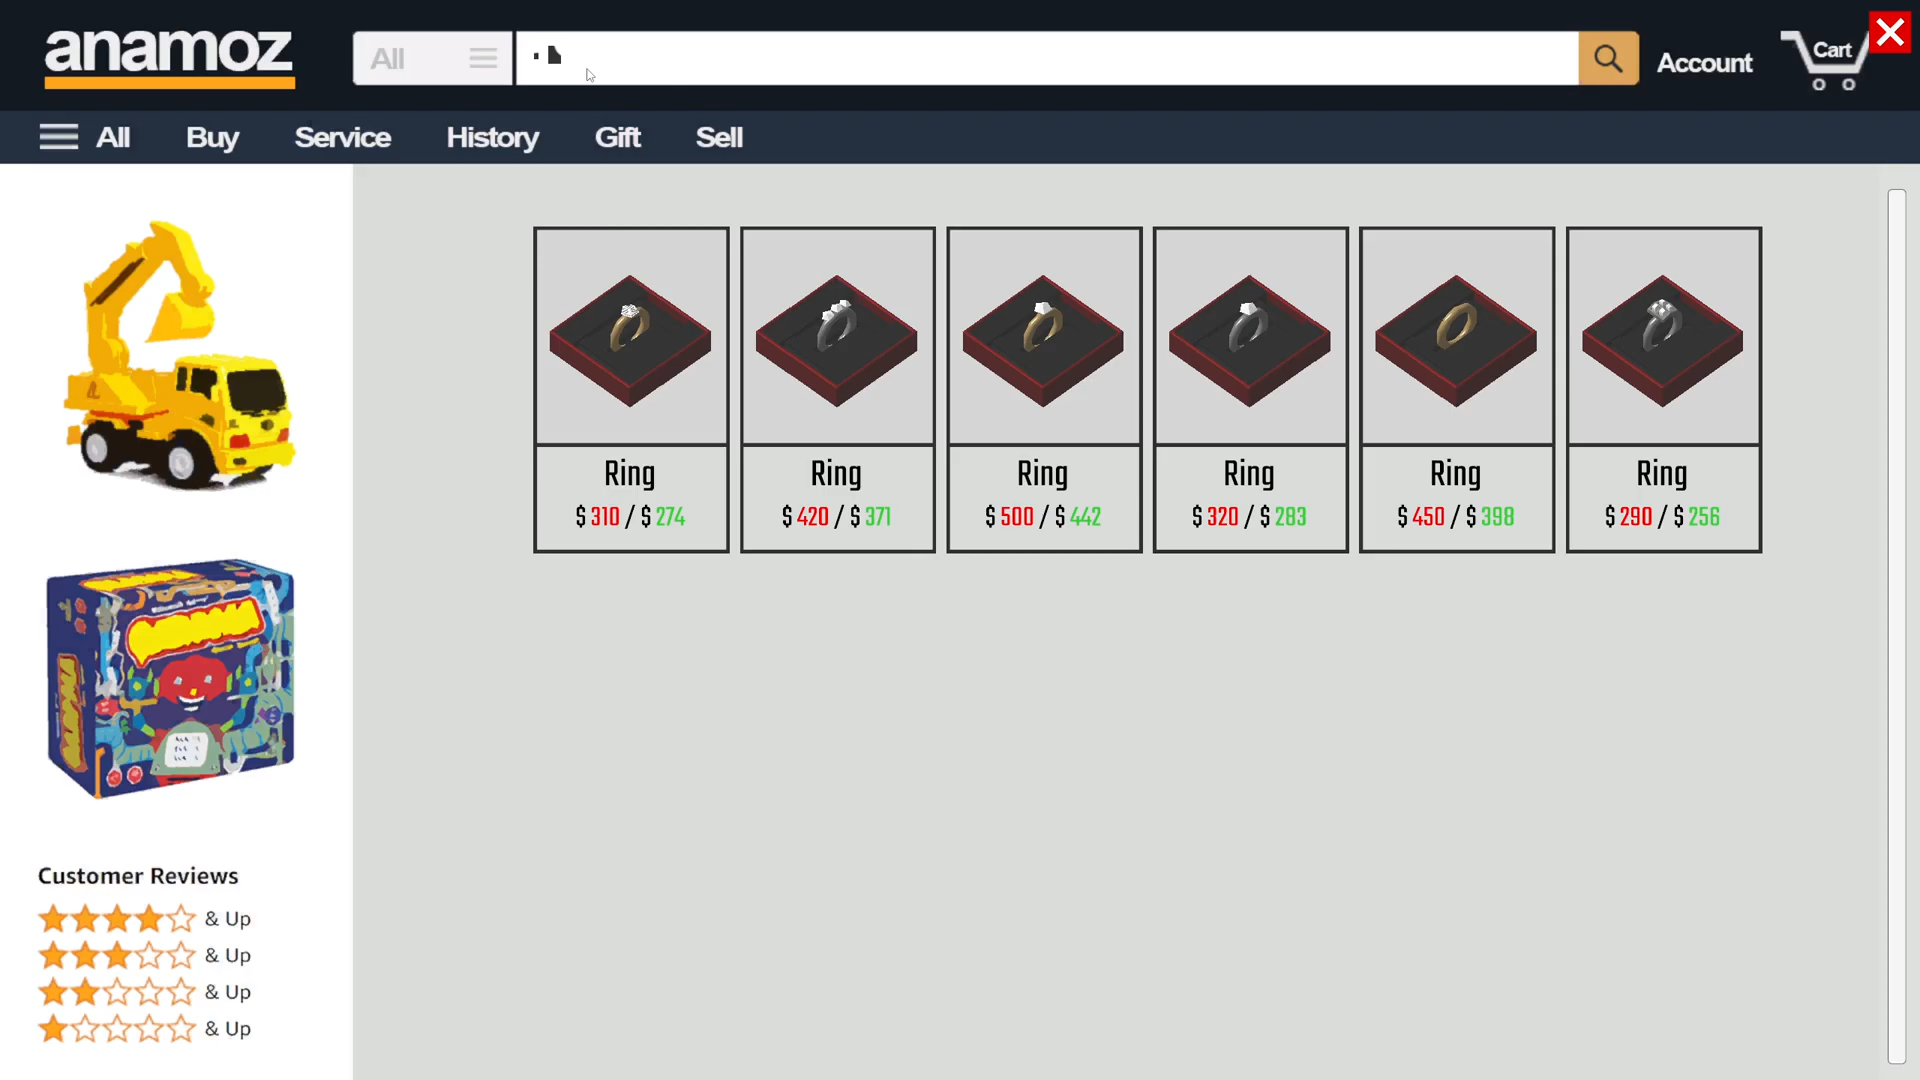 anamoz
All
Account
Cart
All Buy Service History Gift Sell
Ring
$ 310 / $ 274
Ring
$ 420 / $ 371
Ring
$ 500 / $ 442
Ring
$ 320 / $ 283
Ring
$ 450 / $ 398
Ring
$ 290 / $ 256
Customer Reviews
& Up
& Up
& Up
& Up